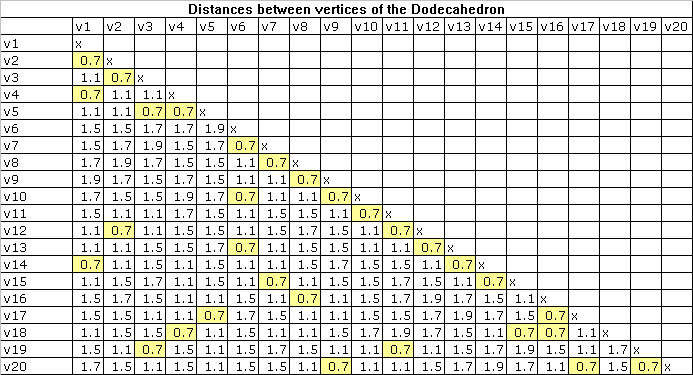 Distances between vertices of the Dodecahedron
v1 v2 v3 v4 v5 v6 v7 v8 v9 v10 v11 v12 v13 v14 v15 v16 v17 v18 v19 v20
v1 x
v2 0.7 x
v3 1.1 0.7 x
v4 0.7 1.1 1.1 x
v5 1.1 1.1 0.7 0.7 x
v6 1.5 1.5 1.7 1.7 1.9 x
v7 1.5 1.7 1.9 1.5 1.7 0.7 x
v8 1.7 1.9 1.7 1.5 1.5 1.1 0.7 x
v9 1.9 1.7 1.5 1.7 1.5 1.1 1.1 0.7 x
v10 1.7 1.5 1.5 1.9 1.7 0.7 1.1 1.1 0.7 x
v11 1.5 1.1 1.1 1.7 1.5 1.1 1.5 1.5 1.1 0.7 x
v12 1.1 0.7 1.1 1.5 1.5 1.1 1.5 1.7 1.5 1.1 0.7 x
v13 1.1 1.1 1.5 1.5 1.7 0.7 1.1 1.5 1.5 1.1 1.1 0.7 x
v14 0.7 1.1 1.5 1.1 1.5 1.1 1.1 1.5 1.7 1.5 1.5 1.1 0.7 x
v15 1.1 1.5 1.7 1.1 1.5 1.1 0.7 1.1 1.5 1.5 1.7 1.5 1.1 0.7 x
v16 1.5 1.7 1.5 1.1 1.1 1.5 1.1 0.7 1.1 1.5 1.7 1.9 1.7 1.5 1.1 x
v17 1.5 1.5 1.1 1.1 0.7 1.7 1.5 1.1 1.1 1.5 1.5 1.7 1.9 1.7 1.5 0.7 x
v18 1.1 1.5 1.5 0.7 1.1 1.5 1.1 1.1 1.5 1.7 1.9 1.7 1.5 1.1 0.7 0.7 1.1 x
v19 1.5 1.1 0.7 1.5 1.1 1.5 1.7 1.5 1.1 1.1 0.7 1.1 1.5 1.7 1.9 1.5 1.1 1.7 x
v20 1.7 1.5 1.1 1.5 1.1 1.5 1.5 1.1 0.7 1.1 1.1 1.5 1.7 1.9 1.7 1.1 0.7 1.5 0.7 x